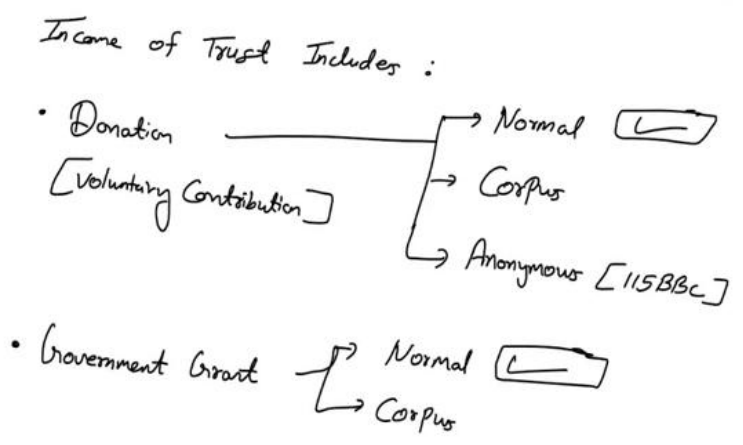 Income of Trust Includes :
• Donation
[Voluntary Contribution]
→ Normal
→ Corpus
→ Anonymous [115BBC]
• Government Grant
→ Normal
→ Corpus